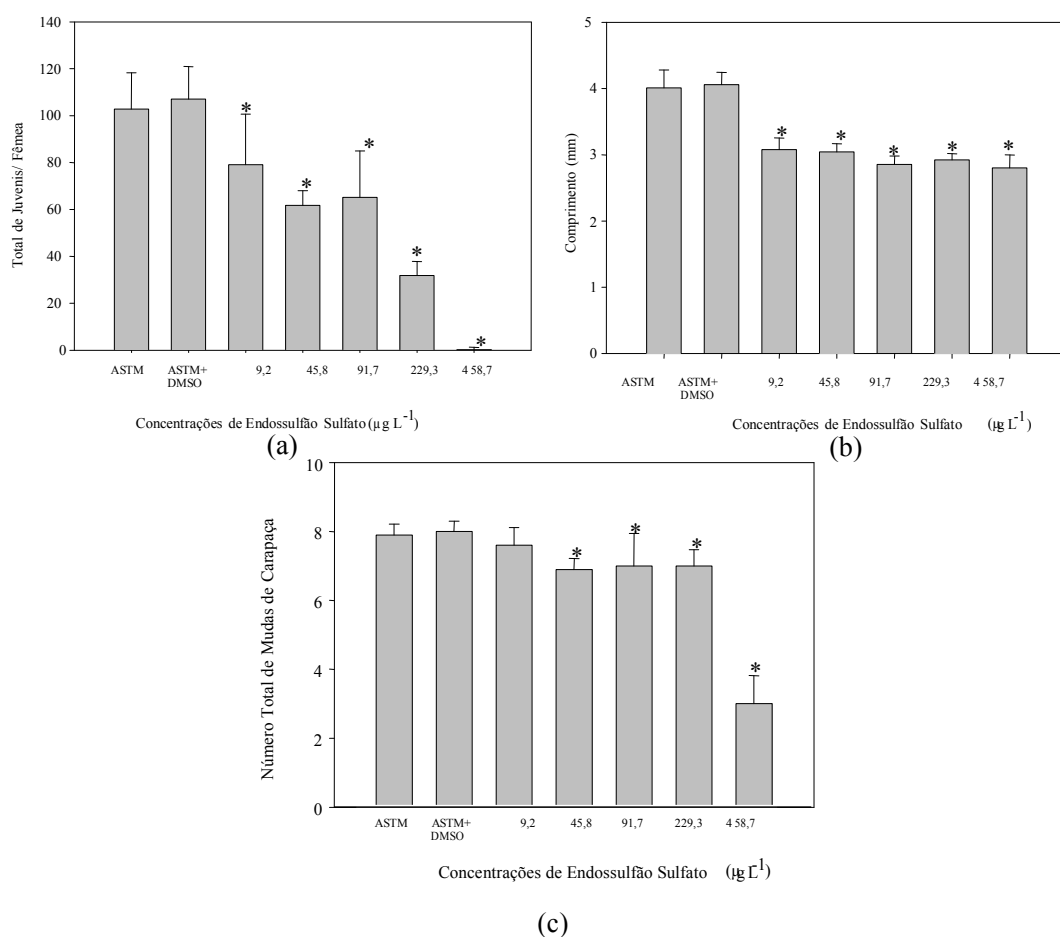 140
120
100
80
60
40
20
0
Total de Juvenis/ Fêmea
* * * * *
ASTM ASTM+ DMSO 9,2 45,8 91,7 229,3 4 58,7
Concentrações de Endossulfão Sulfato (µg L-1)
(a)
5
4
3
2
1
0
Comprimento (mm)
* * * * *
ASTM ASTM+ DMSO 9,2 45,8 91,7 229,3 4 58,7
Concentrações de Endossulfão Sulfato (µg L-1)
(b)
10
8
6
4
2
0
Número Total de Mudas de Carapaça
* * * *
ASTM ASTM+ DMSO 9,2 45,8 91,7 229,3 4 58,7
Concentrações de Endossulfão Sulfato (µg L-1)
(c)